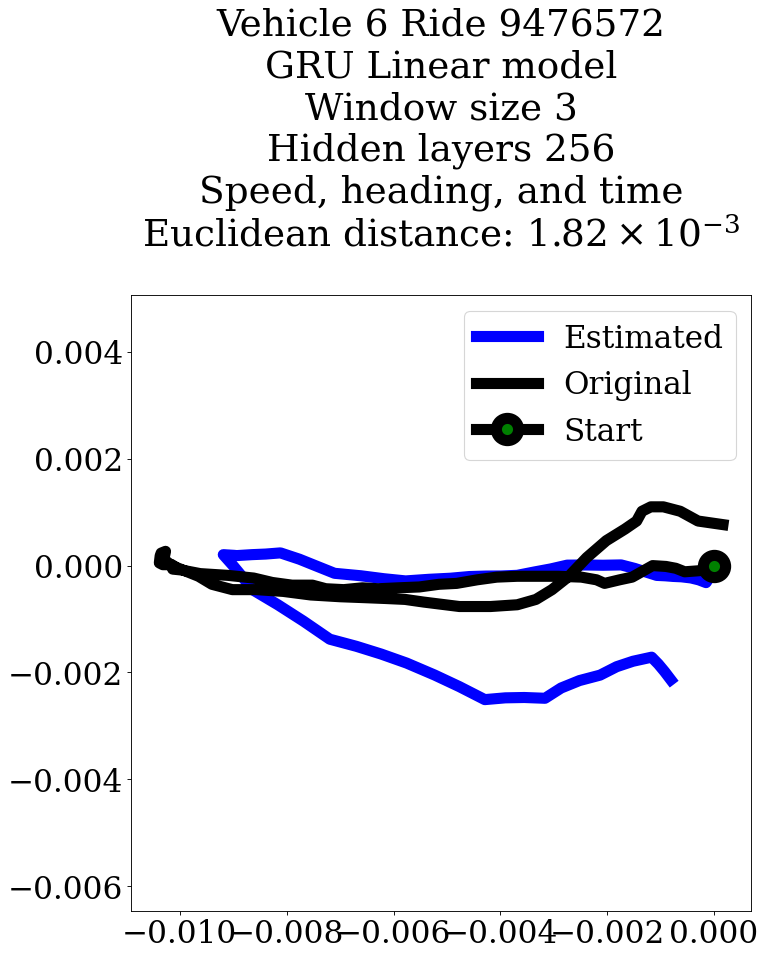 Vehicle 6 Ride 9476572
GRU Linear model
Window size 3
Hidden layers 256
Speed, heading, and time
Euclidean distance: 1.82 × 10⁻³
Estimated
Original
Start
0.004
0.002
0.000
−0.002
−0.004
−0.006
−0.010 −0.008 −0.006 −0.004 −0.002 0.000